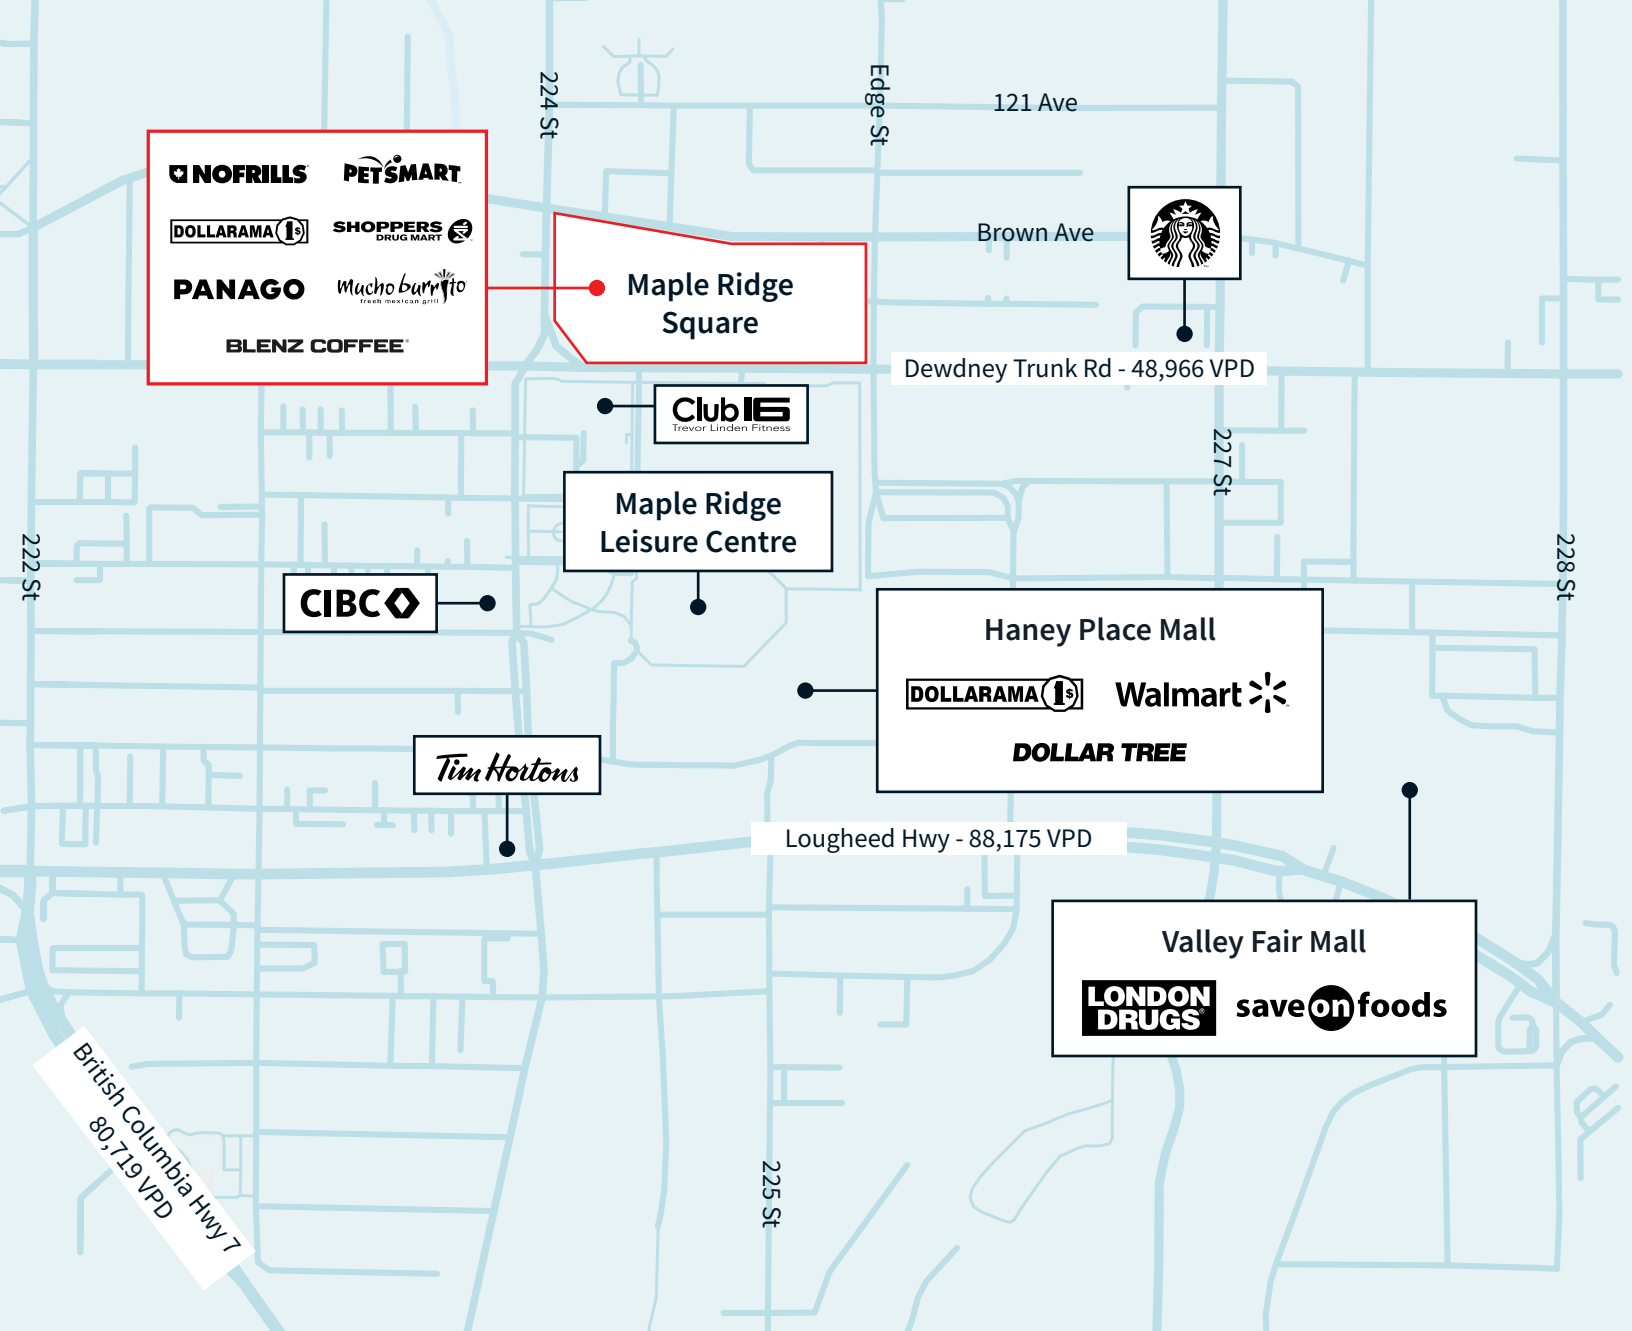 224 St
Edge St
121 Ave
NOFRILLS
PETSMART
DOLLARAMA 1$
SHOPPERS
DRUG MART
PANAGO
mucho burrito
fresh mexican grill
BLENZ COFFEE
Brown Ave
Maple Ridge
Square
Dewdney Trunk Rd - 48,966 VPD
Club 16
Trevor Linden Fitness
227 St
Maple Ridge
Leisure Centre
222 St
228 St
CIBC
Haney Place Mall
DOLLARAMA 1$
Walmart
DOLLAR TREE
Tim Hortons
Lougheed Hwy - 88,175 VPD
Valley Fair Mall
LONDON
DRUGS
save on foods
British Columbia Hwy 7
80,719 VPD
225 St